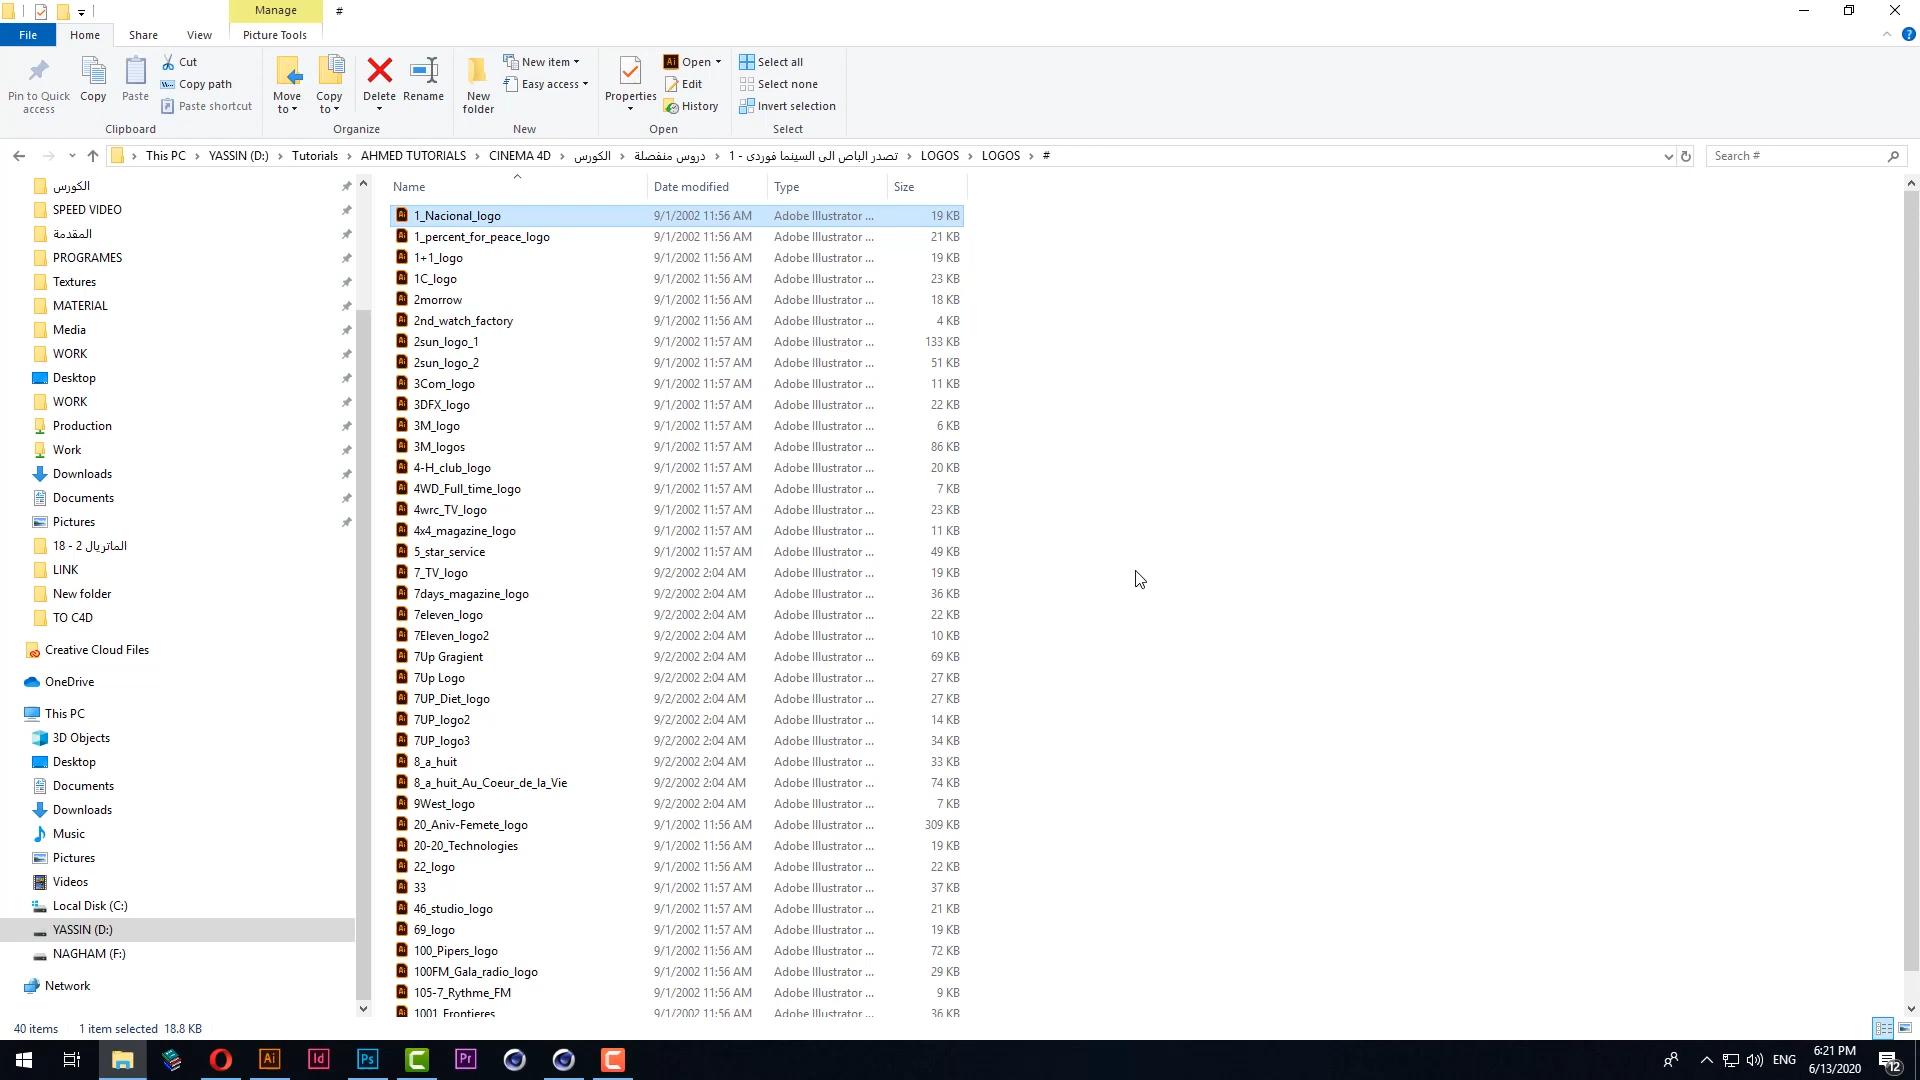 Manage
#
File
Home
Share
View
Picture Tools
Pin to Quick access
Copy
Paste
Cut
Copy path
Paste shortcut
Clipboard
Move to
Copy to
Delete
Rename
Organize
New folder
New item
Easy access
New
Properties
Open
Edit
History
Open
Select all
Select none
Invert selection
Select
This PC
YASSIN (D:)
Tutorials
AHMED TUTORIALS
CINEMA 4D
الكورس
دروس منفصلة
1 - تصدر الباص الى السينما فوردى
LOGOS
LOGOS
#
Search #
الكورس
SPEED VIDEO
المقدمة
PROGRAMES
Textures
MATERIAL
Media
WORK
Desktop
WORK
Production
Work
Downloads
Documents
Pictures
18 - الماتريال 2
LINK
New folder
TO C4D
Creative Cloud Files
OneDrive
This PC
3D Objects
Desktop
Documents
Downloads
Music
Pictures
Videos
Local Disk (C:)
YASSIN (D:)
NAGHAM (F:)
Network
Name Date modified Type Size
1_Nacional_logo 9/1/2002 11:56 AM Adobe Illustrator ... 19 KB
1_percent_for_peace_logo 9/1/2002 11:56 AM Adobe Illustrator ... 21 KB
1+1_logo 9/1/2002 11:56 AM Adobe Illustrator ... 19 KB
1C_logo 9/1/2002 11:56 AM Adobe Illustrator ... 23 KB
2morrow 9/1/2002 11:56 AM Adobe Illustrator ... 18 KB
2nd_watch_factory 9/1/2002 11:56 AM Adobe Illustrator ... 4 KB
2sun_logo_1 9/1/2002 11:57 AM Adobe Illustrator ... 133 KB
2sun_logo_2 9/1/2002 11:57 AM Adobe Illustrator ... 51 KB
3Com_logo 9/1/2002 11:57 AM Adobe Illustrator ... 11 KB
3DFX_logo 9/1/2002 11:57 AM Adobe Illustrator ... 22 KB
3M_logo 9/1/2002 11:57 AM Adobe Illustrator ... 6 KB
3M_logos 9/1/2002 11:57 AM Adobe Illustrator ... 86 KB
4-H_club_logo 9/1/2002 11:57 AM Adobe Illustrator ... 20 KB
4WD_Full_time_logo 9/1/2002 11:57 AM Adobe Illustrator ... 7 KB
4wrc_TV_logo 9/1/2002 11:57 AM Adobe Illustrator ... 23 KB
4x4_magazine_logo 9/1/2002 11:57 AM Adobe Illustrator ... 11 KB
5_star_service 9/1/2002 11:57 AM Adobe Illustrator ... 49 KB
7_TV_logo 9/2/2002 2:04 AM Adobe Illustrator ... 19 KB
7days_magazine_logo 9/2/2002 2:04 AM Adobe Illustrator ... 36 KB
7eleven_logo 9/2/2002 2:04 AM Adobe Illustrator ... 22 KB
7Eleven_logo2 9/2/2002 2:04 AM Adobe Illustrator ... 10 KB
7Up Gragient 9/2/2002 2:04 AM Adobe Illustrator ... 69 KB
7Up Logo 9/2/2002 2:04 AM Adobe Illustrator ... 27 KB
7UP_Diet_logo 9/2/2002 2:04 AM Adobe Illustrator ... 27 KB
7UP_logo2 9/2/2002 2:04 AM Adobe Illustrator ... 14 KB
7UP_logo3 9/2/2002 2:04 AM Adobe Illustrator ... 34 KB
8_a_huit 9/2/2002 2:04 AM Adobe Illustrator ... 33 KB
8_a_huit_Au_Coeur_de_la_Vie 9/2/2002 2:04 AM Adobe Illustrator ... 74 KB
9West_logo 9/2/2002 2:04 AM Adobe Illustrator ... 7 KB
20_Aniv-Femete_logo 9/1/2002 11:56 AM Adobe Illustrator ... 309 KB
20-20_Technologies 9/1/2002 11:56 AM Adobe Illustrator ... 19 KB
22_logo 9/1/2002 11:56 AM Adobe Illustrator ... 22 KB
33 9/1/2002 11:57 AM Adobe Illustrator ... 37 KB
46_studio_logo 9/1/2002 11:57 AM Adobe Illustrator ... 21 KB
69_logo 9/1/2002 11:57 AM Adobe Illustrator ... 19 KB
100_Pipers_logo 9/1/2002 11:56 AM Adobe Illustrator ... 72 KB
100FM_Gala_radio_logo 9/1/2002 11:56 AM Adobe Illustrator ... 29 KB
105-7_Rythme_FM 9/1/2002 11:56 AM Adobe Illustrator ... 9 KB
1001 Frontieres 9/1/2002 11:56 AM Adobe Illustrator ... 36 KB
40 items 1 item selected 18.8 KB
Ai
Id
Ps
Pr
ENG
6:21 PM
6/13/2020
12